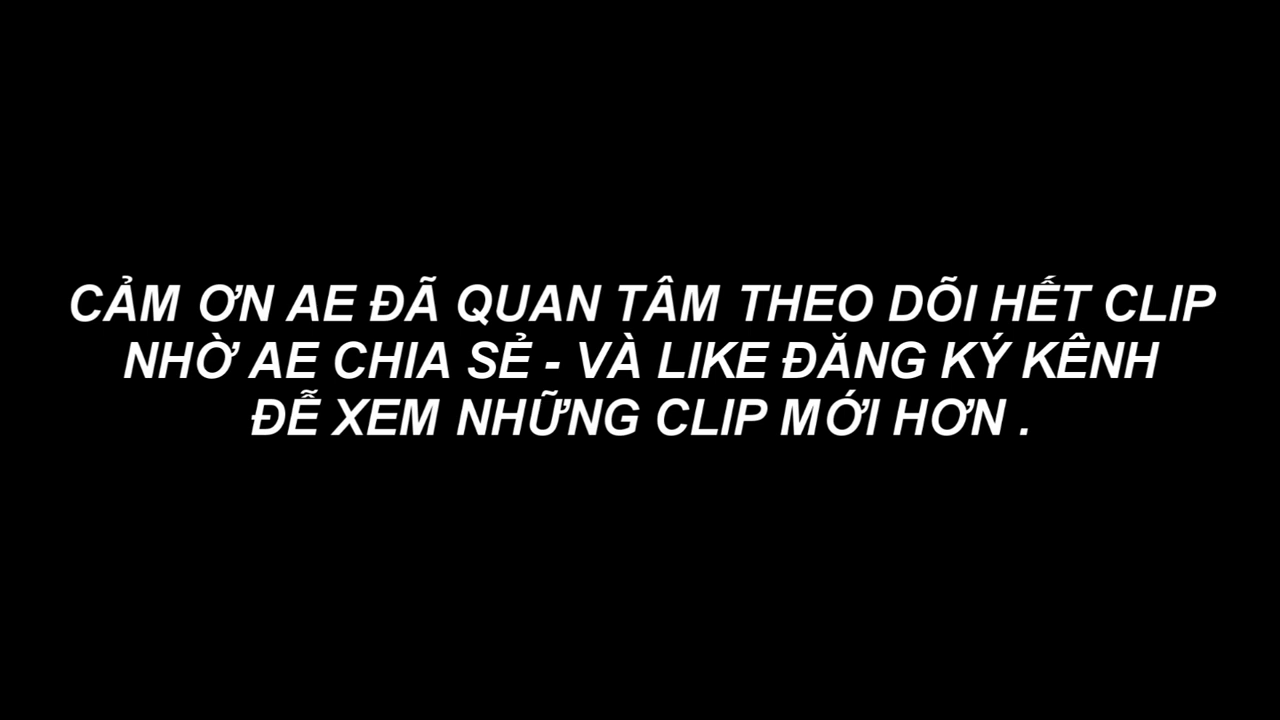 CẢM ƠN AE ĐÃ QUAN TÂM THEO DÕI HẾT CLIP
NHỜ AE CHIA SẺ - VÀ LIKE ĐĂNG KÝ KÊNH
ĐỄ XEM NHỮNG CLIP MỚI HƠN .